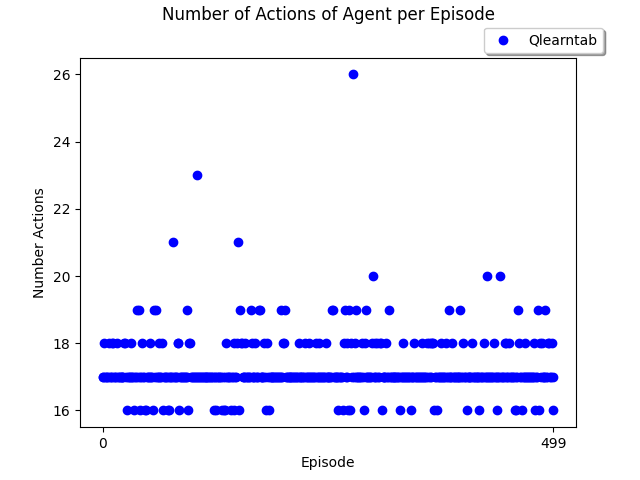 Number of Actions of Agent per Episode
Qlearntab
26
24
22
20
18
16
Number Actions
0
499
Episode